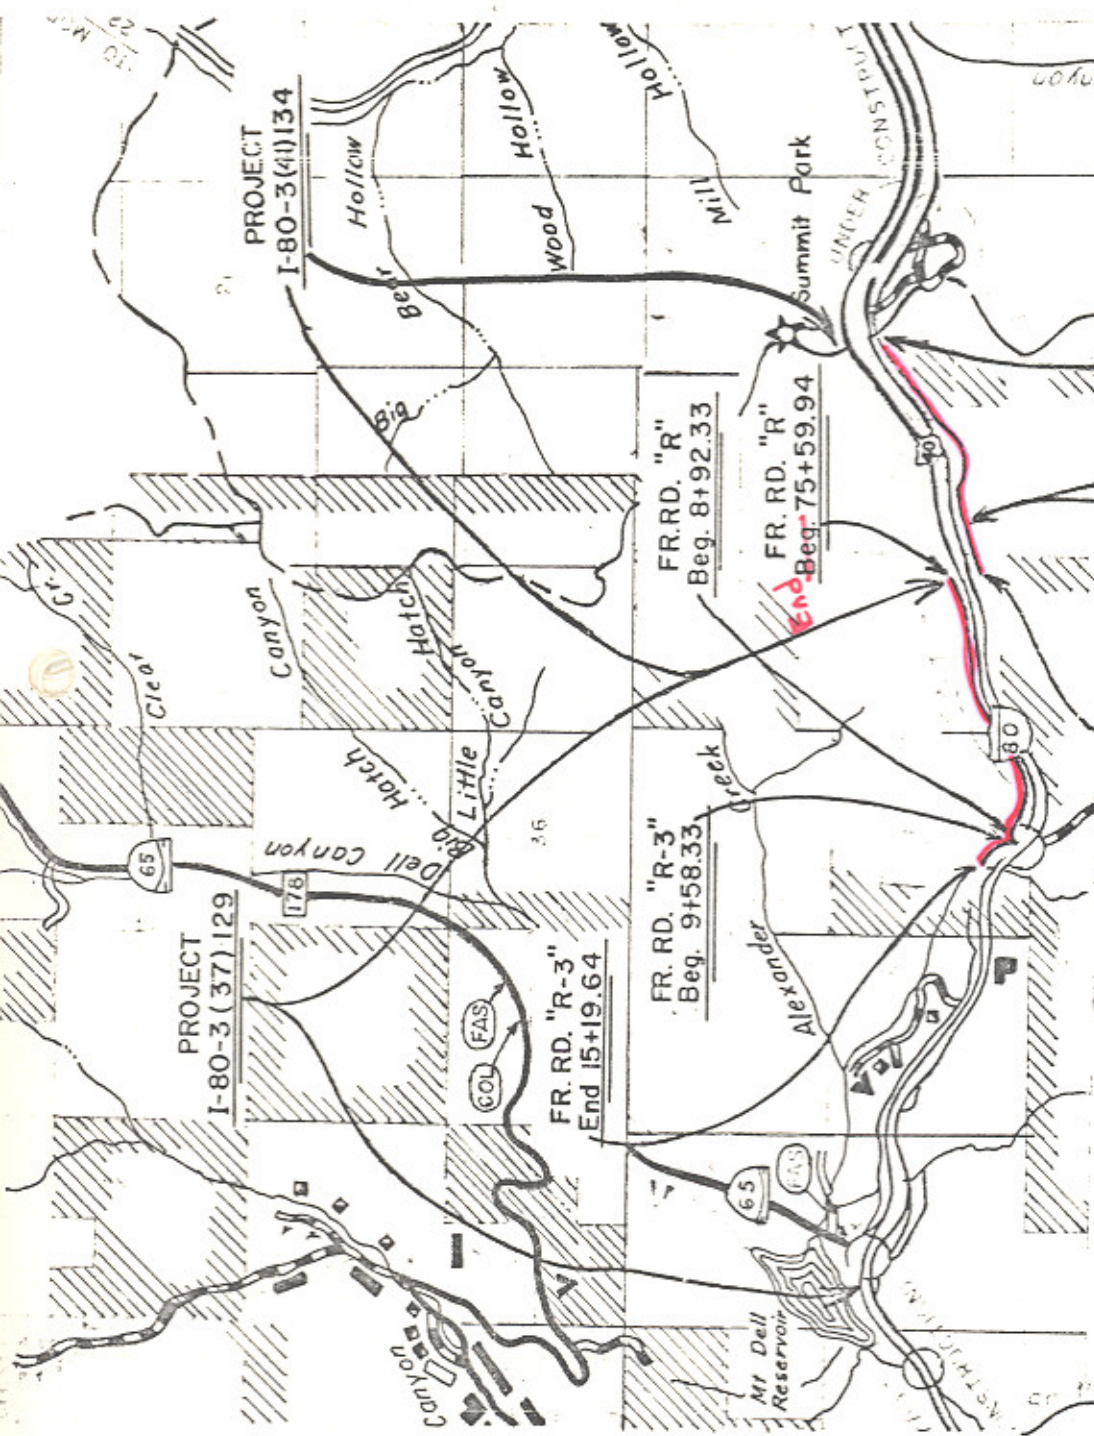 PROJECT
I-80-3(41)134
Hollow
Hollow
Hollow
Wood
Mill
Bear
Big
Summit Park
UNDER CONSTRUCT
TO
Canyon
Hatch
Canyon
Cr.
Clear
Hatch
Big
Little
Dell Canyon
36
65
178
FR. RD. "R"
Beg. 8+92.33
FR. RD. "R"
Beg. 75+59.94
End
40
80
Creek
Alexander
FR. RD. "R-3"
Beg. 9+58.33
FR. RD. "R-3"
End 15+19.64
PROJECT
I-80-3(37)129
FAS
COL
65
FAS
Mt Dell
Reservoir
Canyon